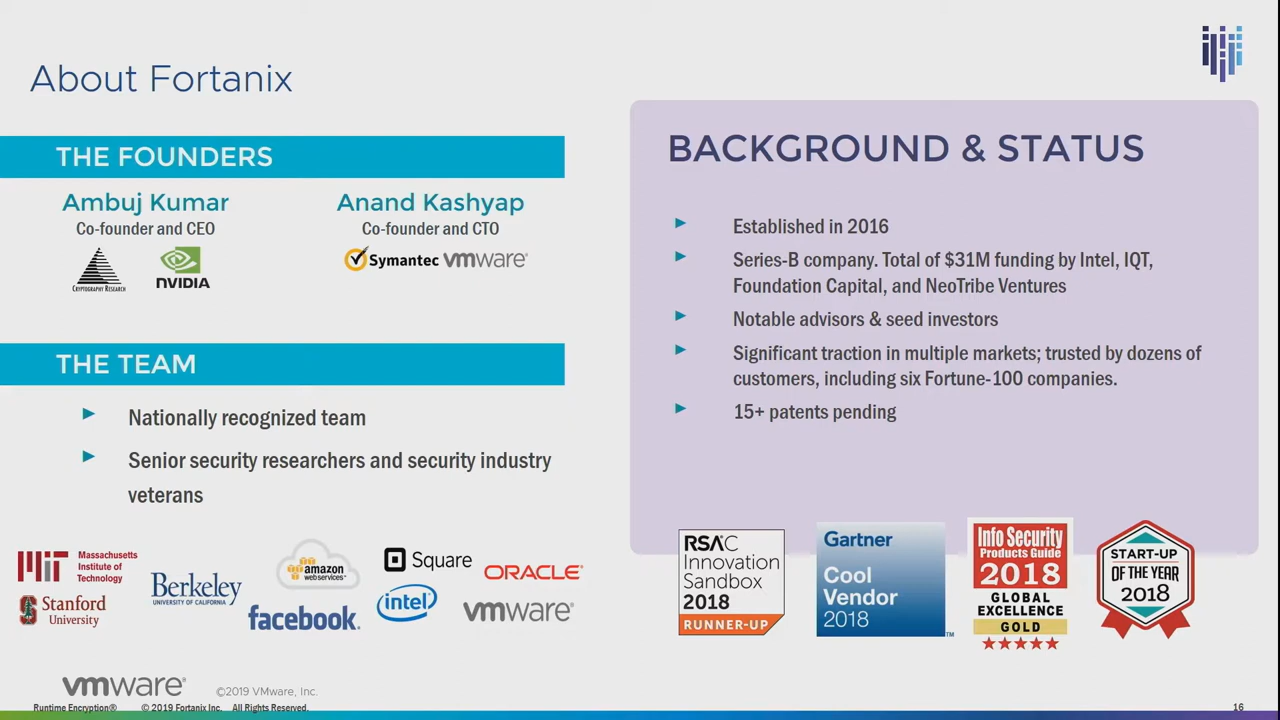 About Fortanix
THE FOUNDERS
Ambuj Kumar
Co-founder and CEO
CRYPTOGRAPHY RESEARCH
NVIDIA
Anand Kashyap
Co-founder and CTO
Symantec
vmware®
THE TEAM
Nationally recognized team
Senior security researchers and security industry
veterans
MIT
Massachusetts
Institute of
Technology
Stanford
University
Berkeley
UNIVERSITY OF CALIFORNIA
amazon
webservices™
facebook.
Square
intel
ORACLE®
vmware®
BACKGROUND & STATUS
Established in 2016
Series-B company. Total of $31M funding by Intel, IQT,
Foundation Capital, and NeoTribe Ventures
Notable advisors & seed investors
Significant traction in multiple markets; trusted by dozens of
customers, including six Fortune-100 companies.
15+ patents pending
RSAC
Innovation
Sandbox
2018
RUNNER-UP
Gartner
Cool
Vendor
2018
TM
Info Security
Products Guide
2018
GLOBAL
EXCELLENCE
GOLD
START-UP
OF THE YEAR
2018
vmware®
©2019 VMware, Inc.
Runtime Encryption® © 2019 Fortanix Inc. All Rights Reserved.
16